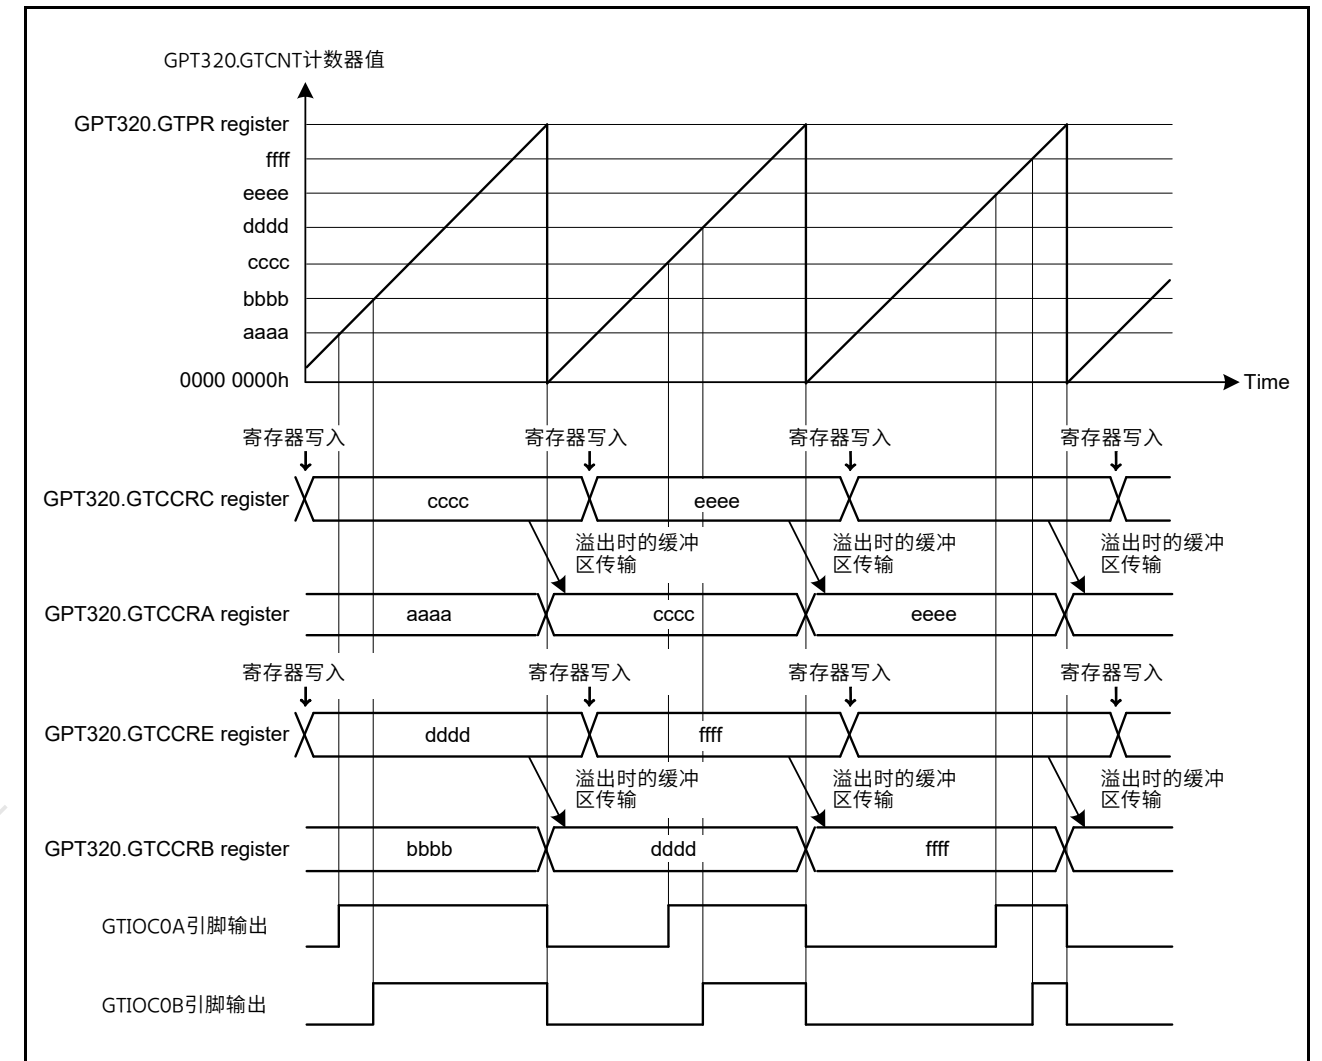 GPT320.GTCNT计数器值
GPT320.GTPR register
ffff
eeee
dddd
cccc
bbbb
aaaa
0000 0000h
Time
寄存器写入 寄存器写入 寄存器写入 寄存器写入
GPT320.GTCCRC register cccc eeee
溢出时的缓冲 溢出时的缓冲 溢出时的缓冲
区传输 区传输 区传输
GPT320.GTCCRA register aaaa cccc eeee
寄存器写入 寄存器写入 寄存器写入 寄存器写入
GPT320.GTCCRE register dddd ffff
溢出时的缓冲 溢出时的缓冲 溢出时的缓冲
区传输 区传输 区传输
GPT320.GTCCRB register bbbb dddd ffff
GTIOC0A引脚输出
GTIOC0B引脚输出